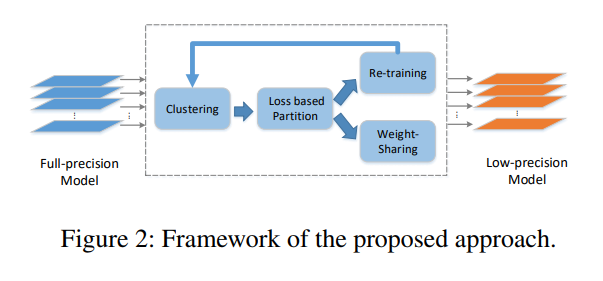 Re-training
Clustering
Loss based
Partition
Weight-
Sharing
Full-precision
Model
Low-precision
Model
Figure 2: Framework of the proposed approach.